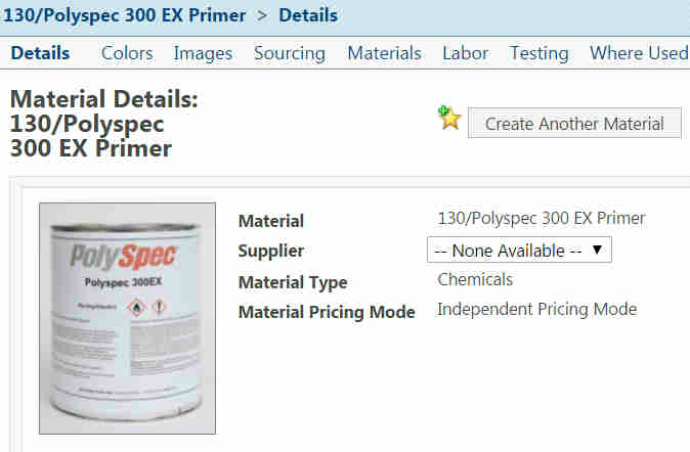 130/Polyspec 300 EX Primer > Details
Details Colors Images Sourcing Materials Labor Testing Where Used
Material Details:
130/Polyspec
300 EX Primer
Create Another Material
PolySpec
Polyspec 300EX
Material 130/Polyspec 300 EX Primer
Supplier -- None Available --
Material Type Chemicals
Material Pricing Mode Independent Pricing Mode